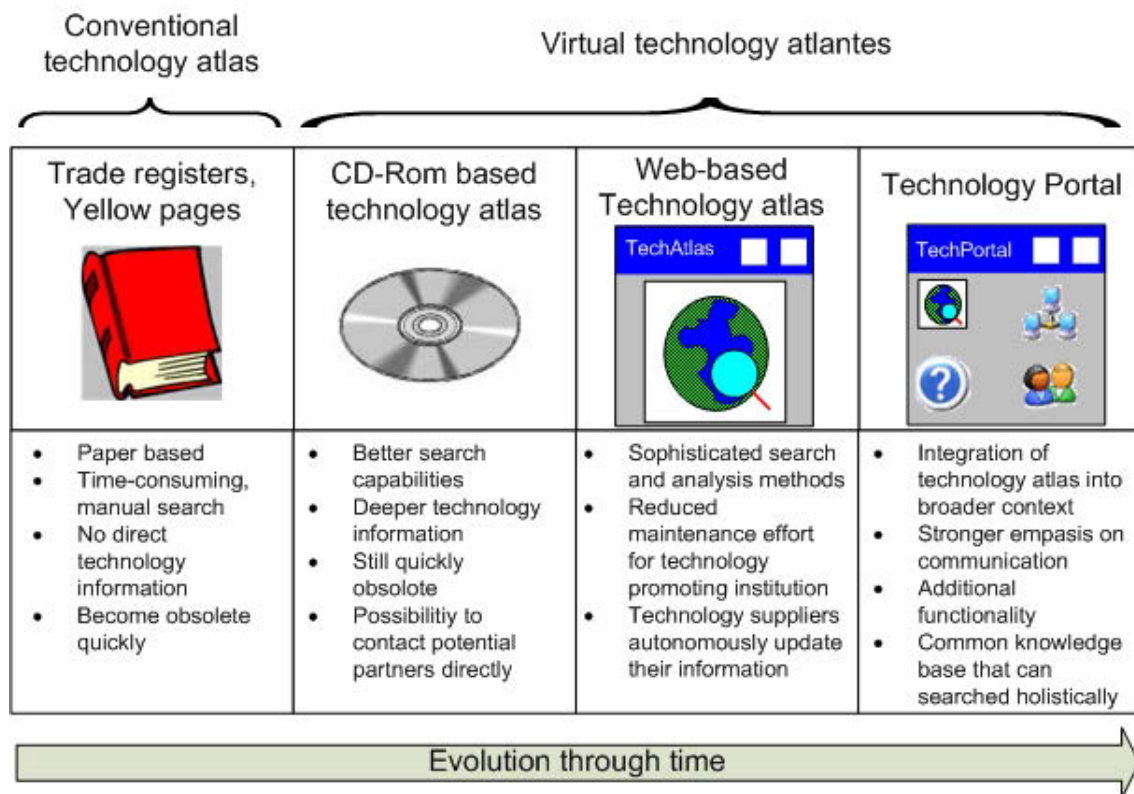 Conventional
technology atlas
Virtual technology atlantes
Trade registers,
Yellow pages
CD-Rom based
technology atlas
Web-based
Technology atlas
TechAtlas
Technology Portal
TechPortal
?
• Paper based
• Time-consuming,
manual search
• No direct
technology
information
• Become obsolete
quickly
• Better search
capabilities
• Deeper technology
information
• Still quickly
obsolote
• Possibilitiy to
contact potential
partners directly
• Sophisticated search
and analysis methods
• Reduced
maintenance effort
for technology
promoting institution
• Technology suppliers
autonomously update
their information
• Integration of
technology atlas into
broader context
• Stronger empasis on
communication
• Additional
functionality
• Common knowledge
base that can
searched holistically
Evolution through time